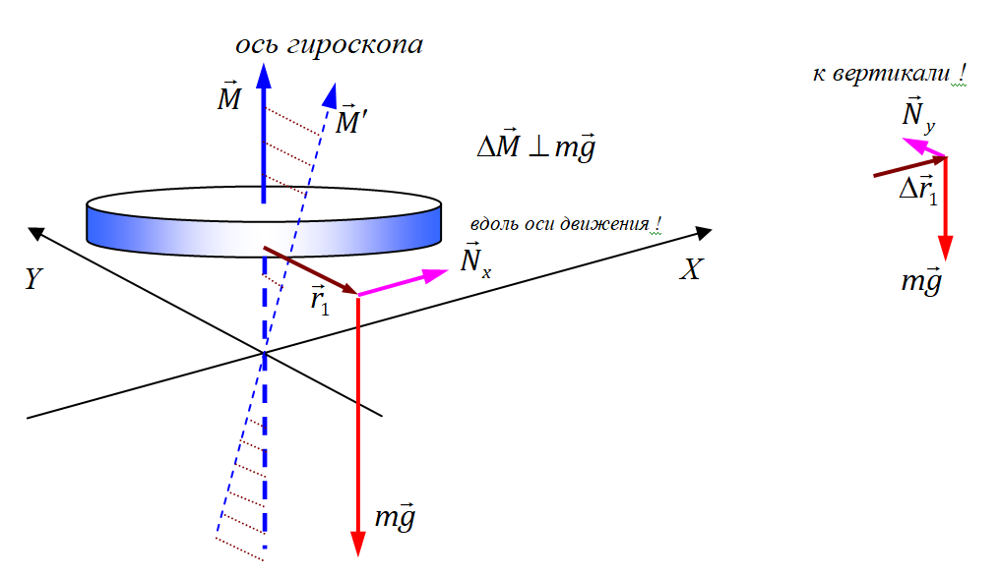 ось гироскопа
к вертикали !
M⃗
M⃗′
N⃗y
ΔM⃗ ⊥ mg⃗
Δr⃗1
вдоль оси движения !
N⃗x
X
Y
r⃗1
mg⃗
mg⃗